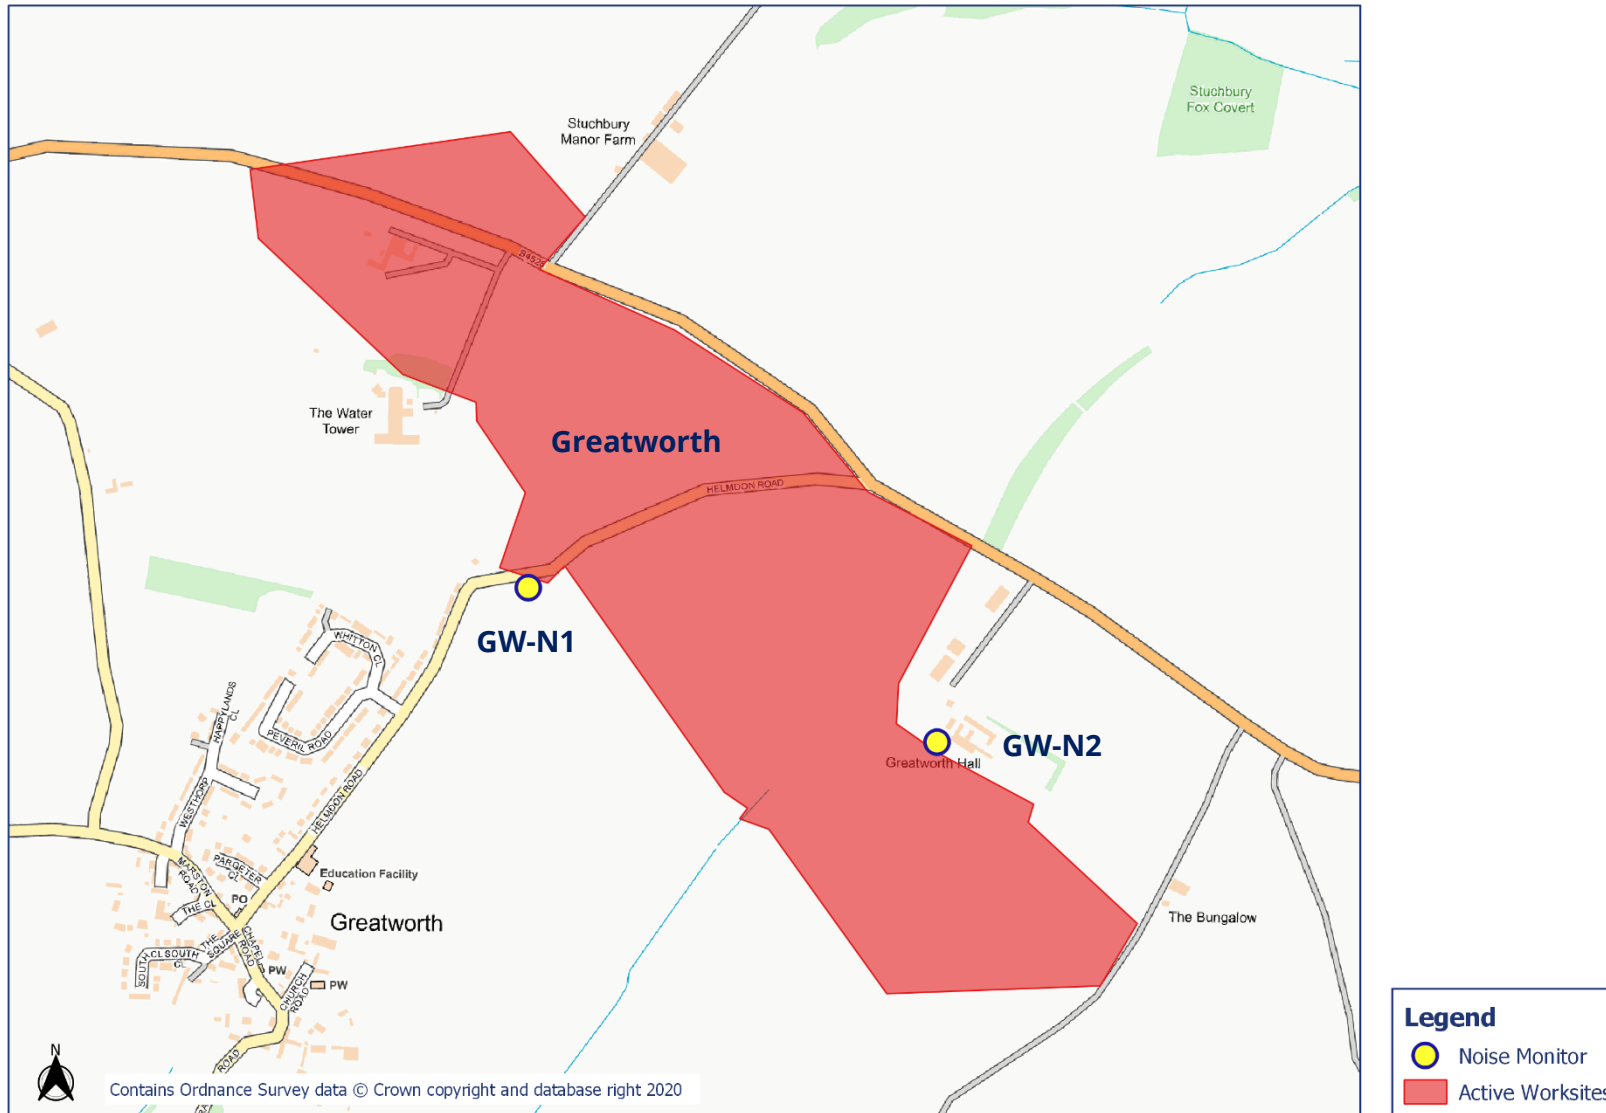 Stuchbury
Manor Farm
Stuchbury
Fox Covert
B4525
The Water
Tower
Greatworth
HELMDON ROAD
GW-N1
WHITTON CL
HAPPYLANDS
CL
PEVERIL ROAD
GW-N2
Greatworth Hall
WESTHORP
HELMDON ROAD
MARSTON
ROAD
PARGETER
CL
Education Facility
THE CL
PO
Greatworth
The Bungalow
THE
SQUARE
CHAPEL
ROAD
SOUTH CL
SOUTH
CL
PW
CHURCH
ROAD
PW
ROAD
N
Contains Ordnance Survey data © Crown copyright and database right 2020
Legend
Noise Monitor
Active Worksites